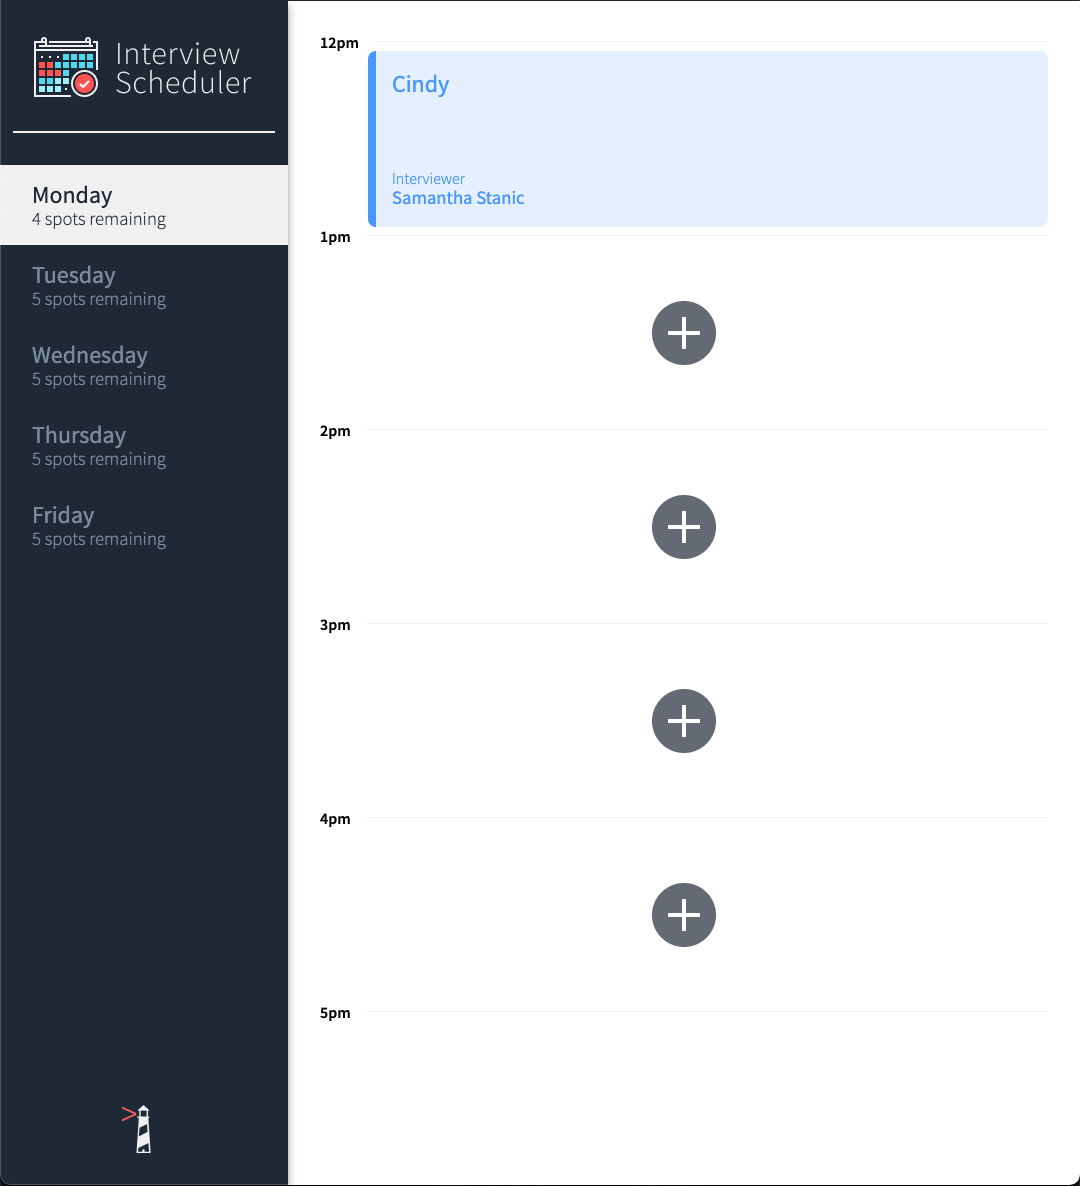 Interview
Scheduler
Monday
4 spots remaining
Tuesday
5 spots remaining
Wednesday
5 spots remaining
Thursday
5 spots remaining
Friday
5 spots remaining
12pm
Cindy
Interviewer
Samantha Stanic
1pm
2pm
3pm
4pm
5pm